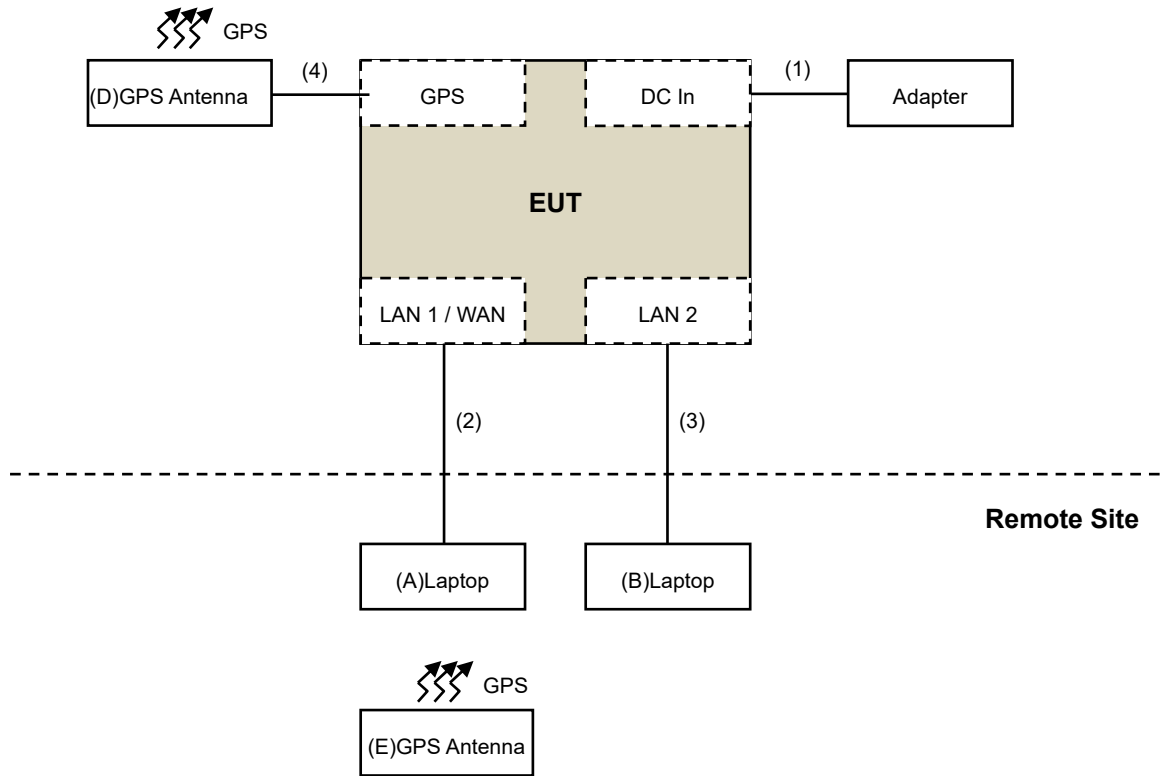 GPS
(D)GPS Antenna
(4)
GPS
DC In
(1)
Adapter
EUT
LAN 1 / WAN
LAN 2
(2)
(3)
Remote Site
(A)Laptop
(B)Laptop
GPS
(E)GPS Antenna